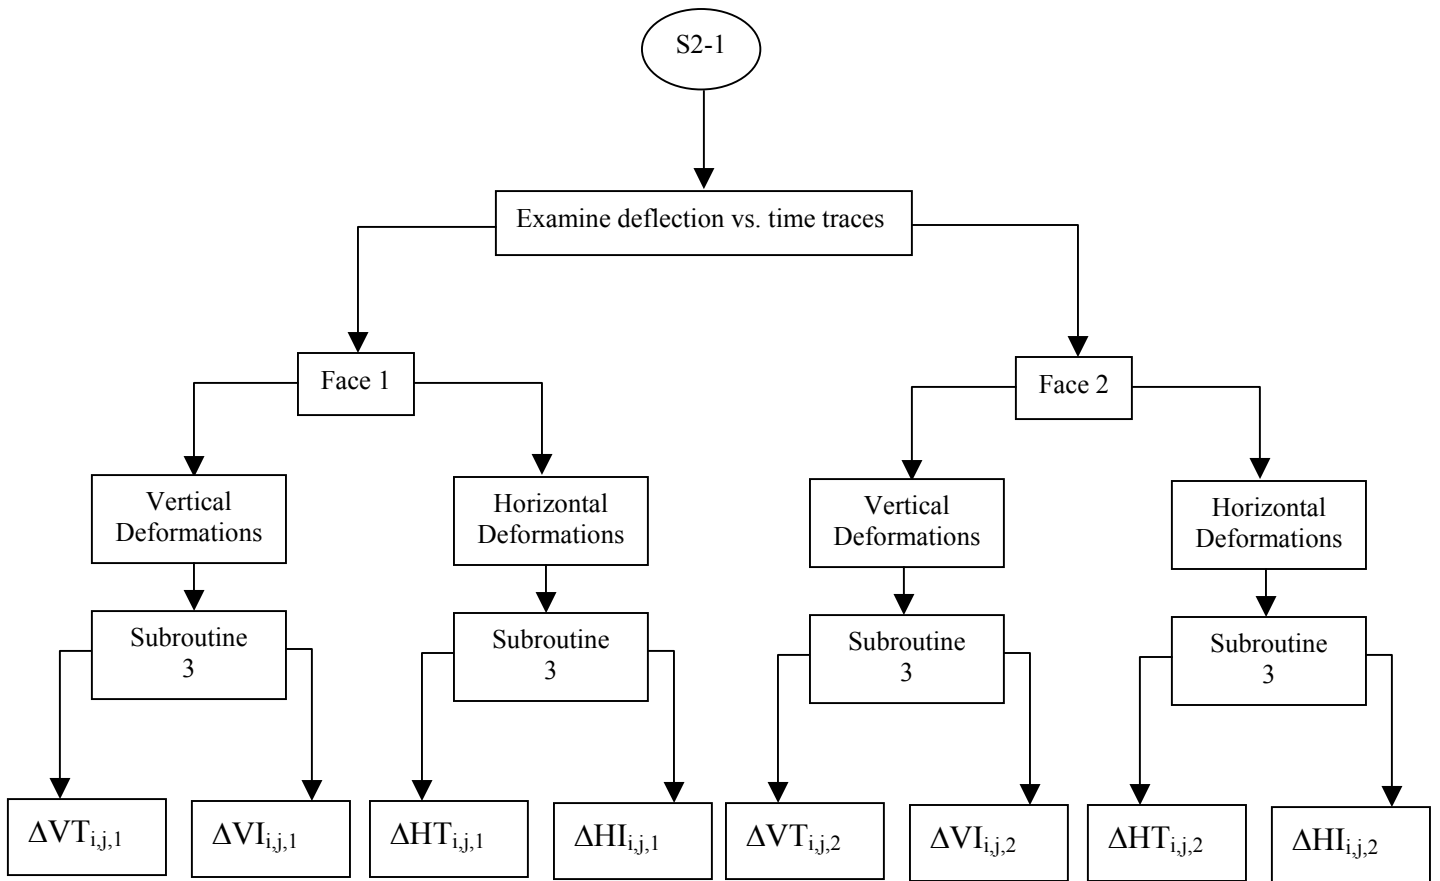 S2-1
Examine deflection vs. time traces
Face 1
Face 2
Vertical
Deformations
Horizontal
Deformations
Vertical
Deformations
Horizontal
Deformations
Subroutine
3
Subroutine
3
Subroutine
3
Subroutine
3
ΔVTi,j,1
ΔVIi,j,1
ΔHTi,j,1
ΔHIi,j,1
ΔVTi,j,2
ΔVIi,j,2
ΔHTi,j,2
ΔHIi,j,2